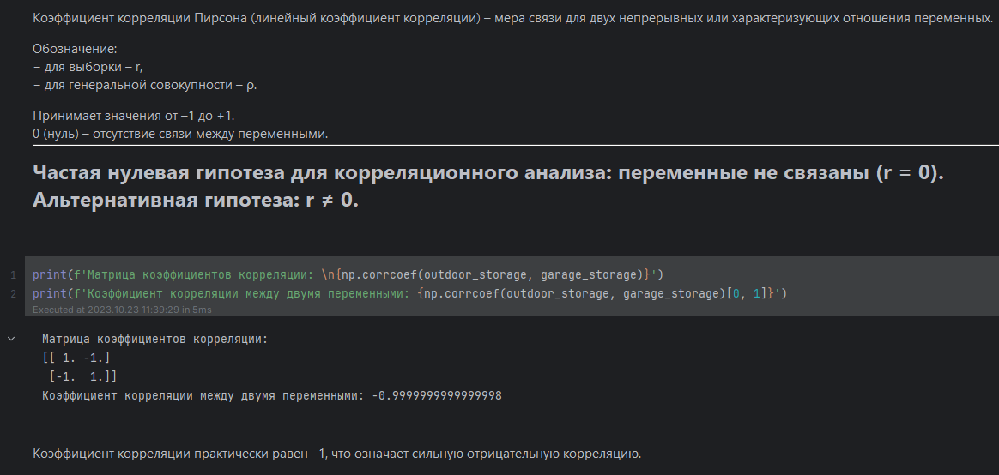 Коэффициент корреляции Пирсона (линейный коэффициент корреляции) – мера связи для двух непрерывных или характеризующих отношения переменных.
Обозначение:
– для выборки – r,
– для генеральной совокупности – ρ.
Принимает значения от –1 до +1.
0 (нуль) – отсутствие связи между переменными.
Частая нулевая гипотеза для корреляционного анализа: переменные не связаны (r = 0).
Альтернативная гипотеза: r ≠ 0.
1 print(f'Матрица коэффициентов корреляции: \n{np.corrcoef(outdoor_storage, garage_storage)}')
2 print(f'Коэффициент корреляции между двумя переменными: {np.corrcoef(outdoor_storage, garage_storage)[0, 1]}')
Executed at 2023.10.23 11:39:29 in 5ms
Матрица коэффициентов корреляции:
[[ 1. -1.]
 [-1.  1.]]
Коэффициент корреляции между двумя переменными: -0.9999999999999998
Коэффициент корреляции практически равен –1, что означает сильную отрицательную корреляцию.